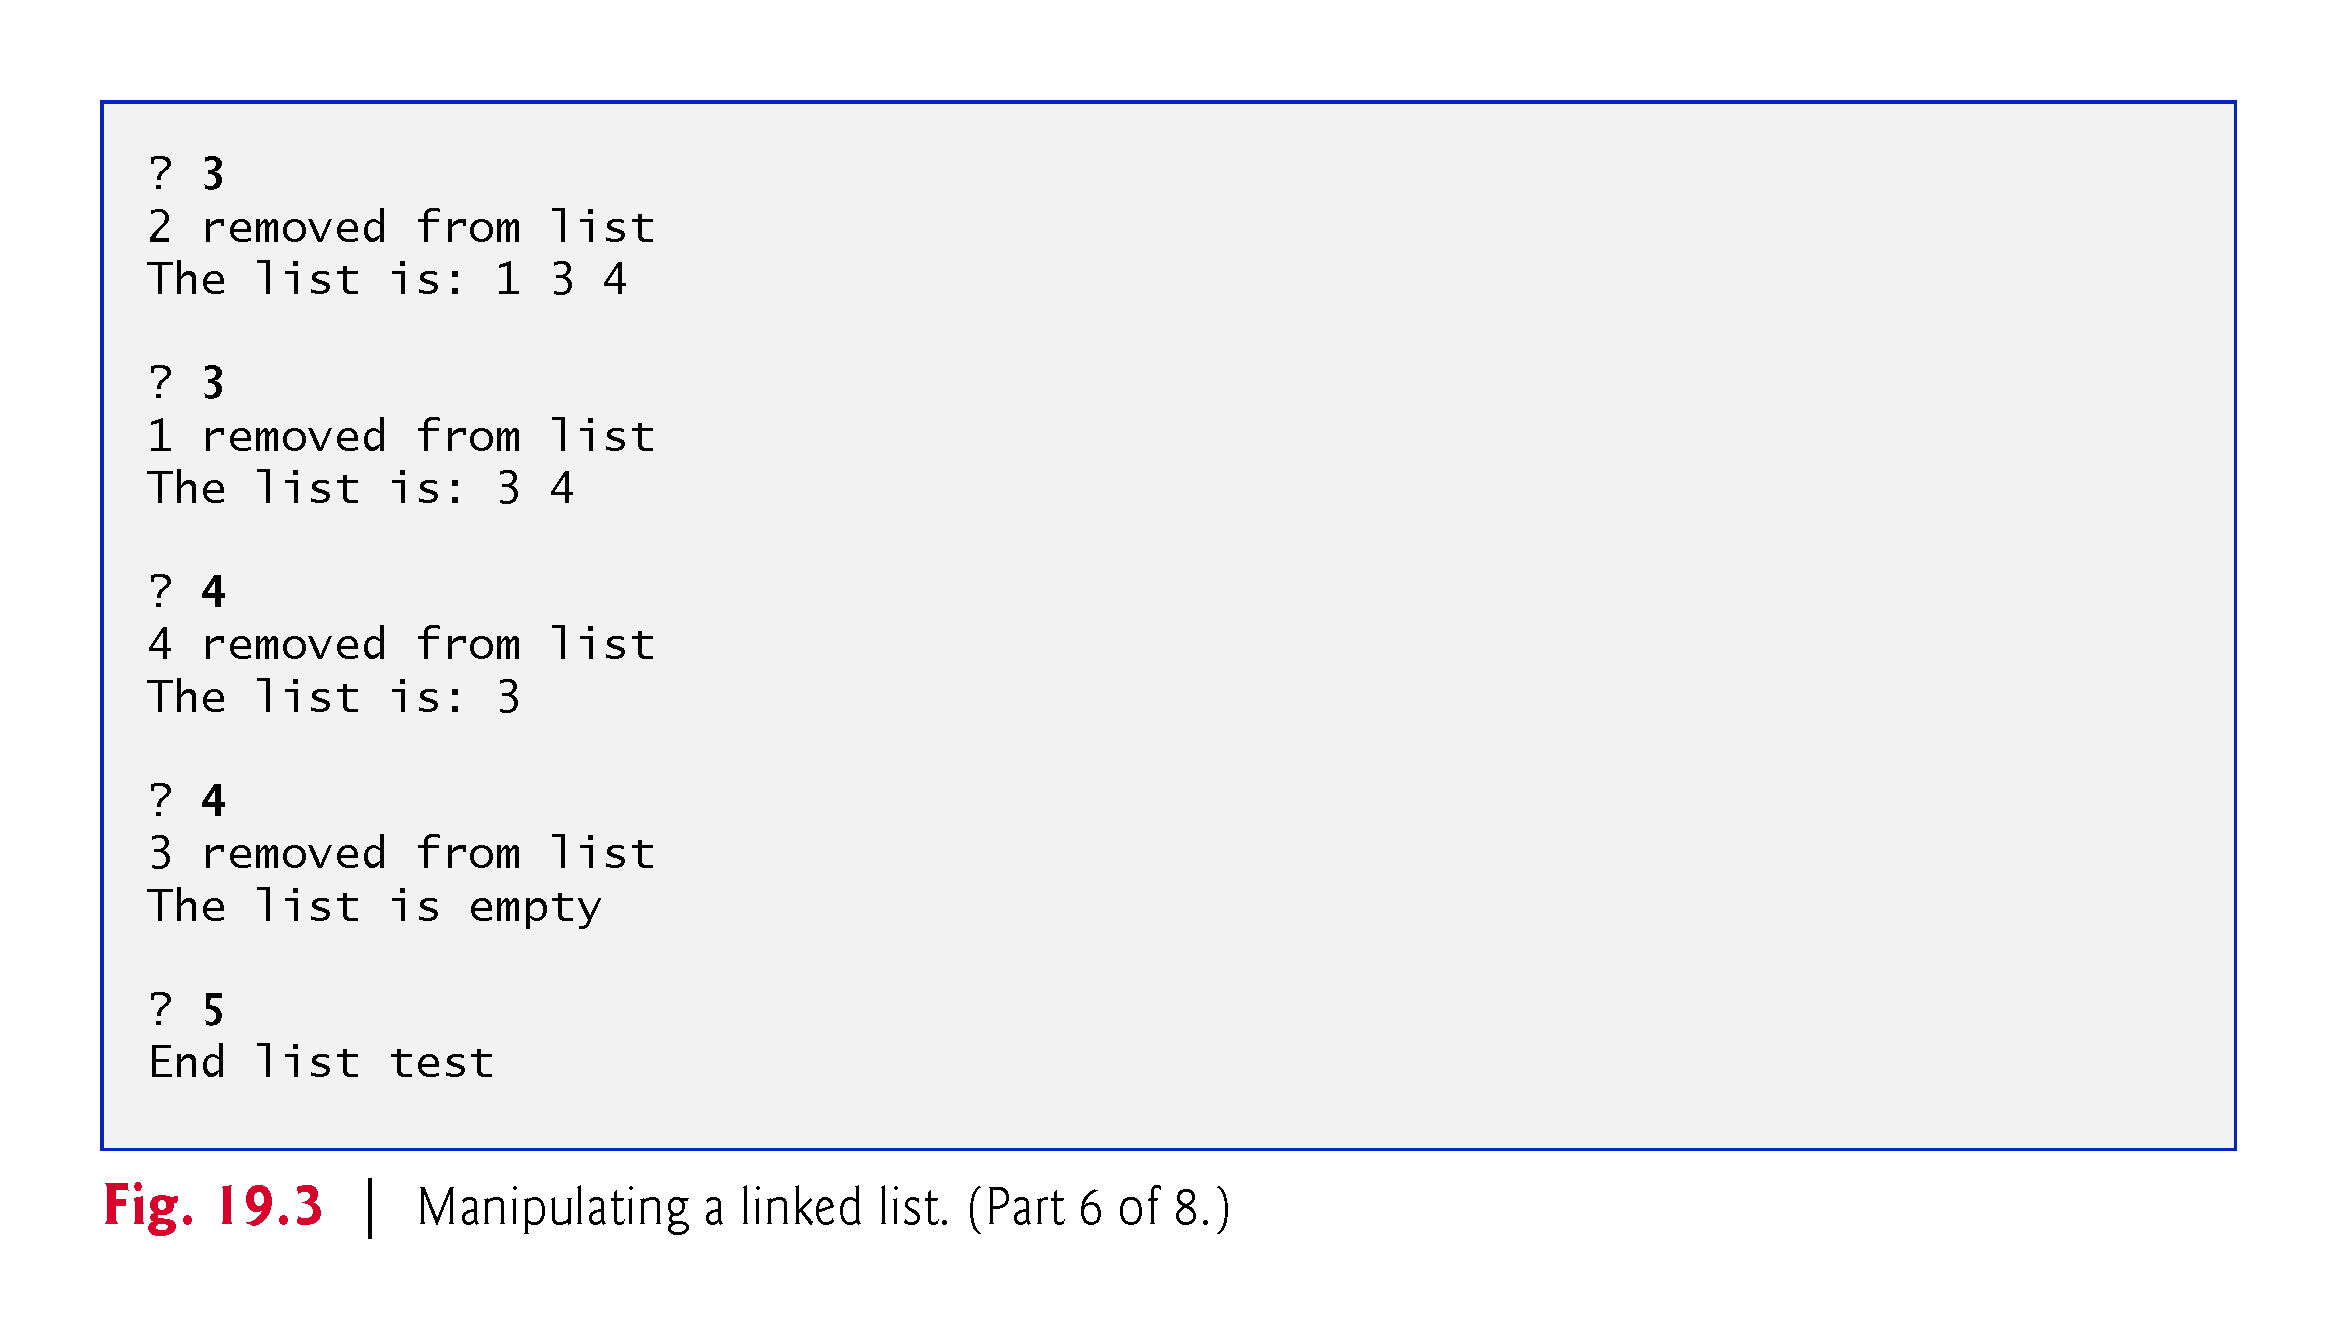 ? 3
2 removed from list
The list is: 1 3 4
? 3
1 removed from list
The list is: 3 4
? 4
4 removed from list
The list is: 3
? 4
3 removed from list
The list is empty
? 5
End list test
Fig. 19.3 | Manipulating a linked list. (Part 6 of 8.)